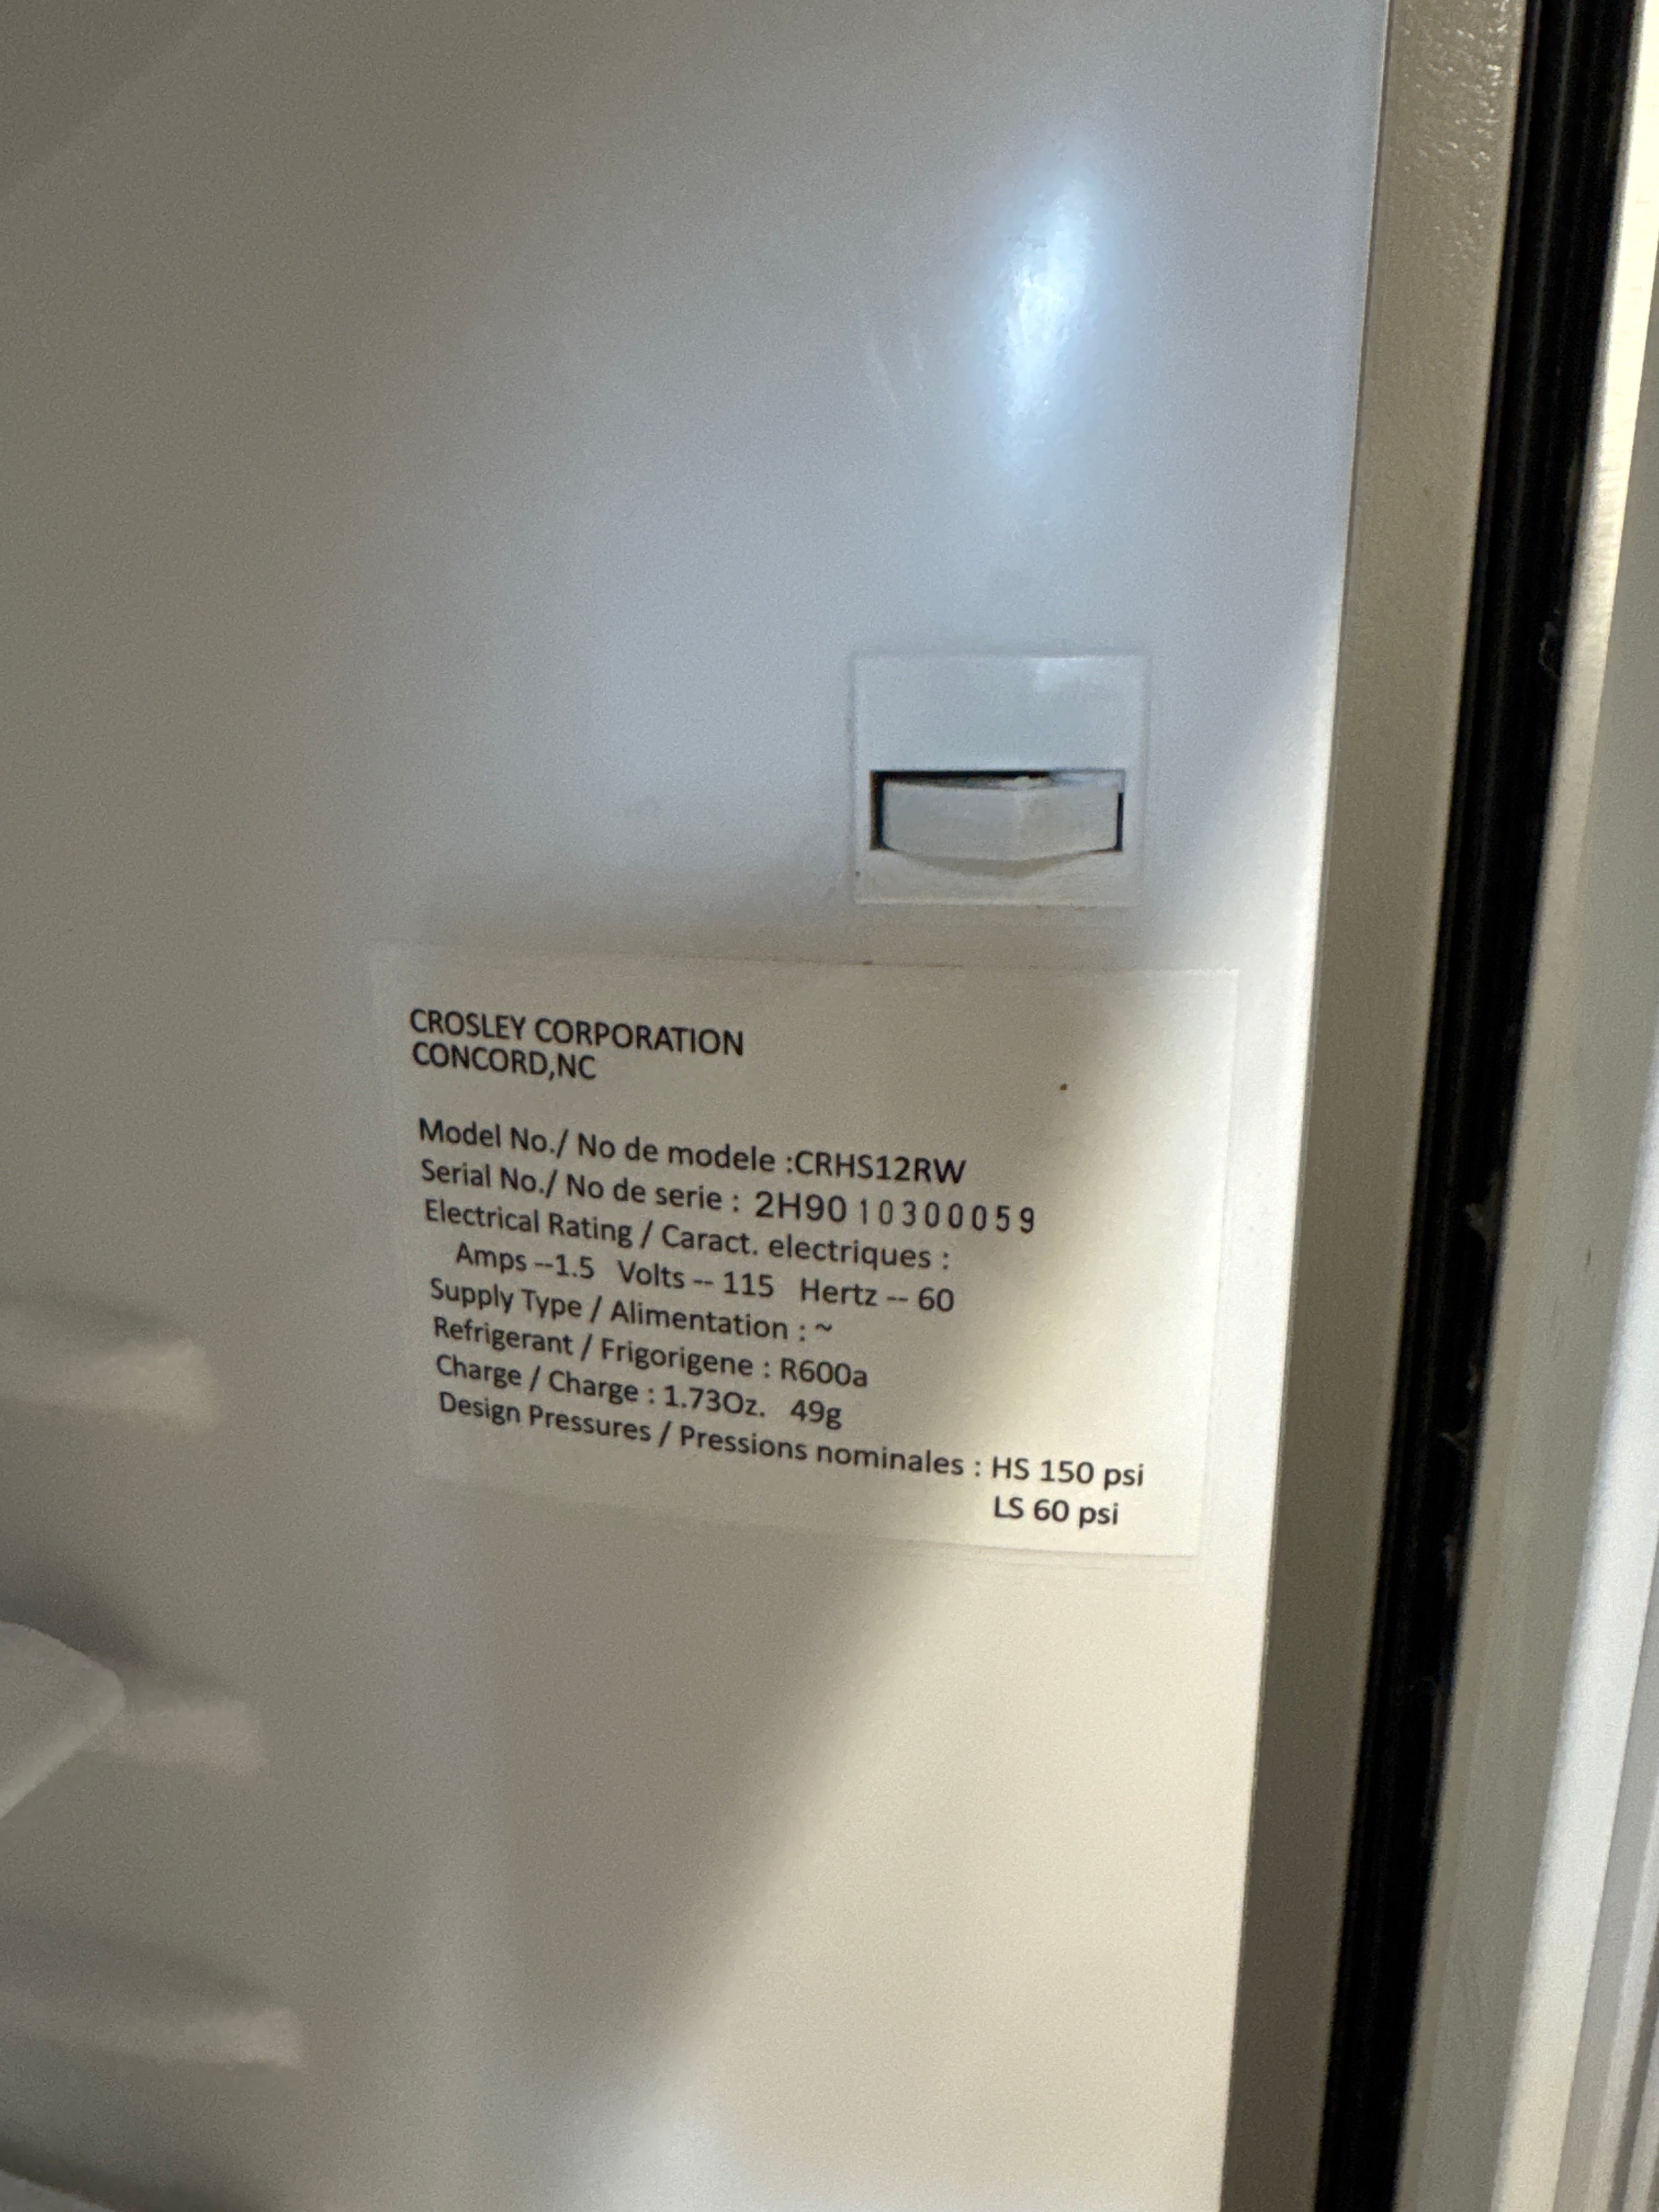 CROSLEY CORPORATION
CONCORD,NC
Model No./ No de modele :CRHS12RW
Serial No./ No de serie : 2H9010300059
Electrical Rating / Caract. electriques :
Amps --1.5 Volts -- 115 Hertz -- 60
Supply Type / Alimentation : ~
Refrigerant / Frigorigene : R600a
Charge / Charge : 1.73Oz. 49g
Design Pressures / Pressions nominales : HS 150 psi
LS 60 psi